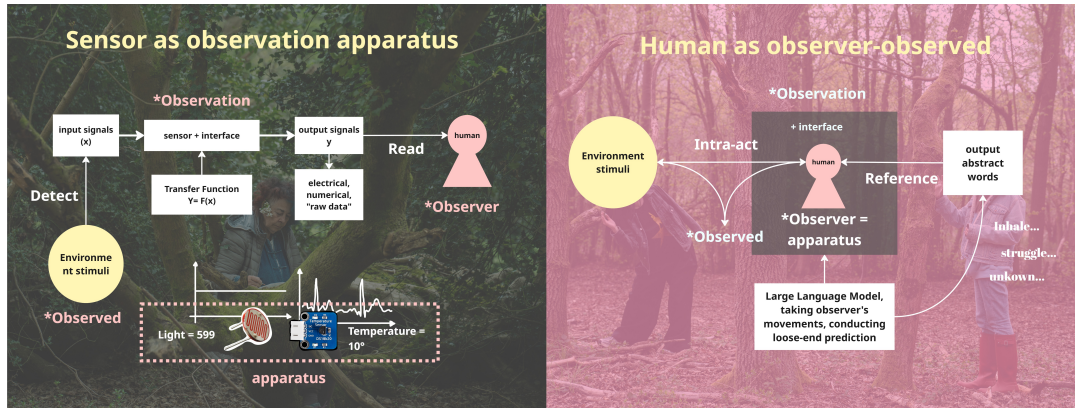 Sensor as observation apparatus
*Observation
input signals
(x)
sensor + interface
output signals
y
human
Read
Transfer Function
Y= F(x)
electrical,
numerical,
"raw data"
Detect
*Observer
Environme
nt stimuli
*Observed
Light = 599
Temperature
Sensor
Temperature =
10°
apparatus
Human as observer-observed
*Observation
+ interface
Environment
stimuli
Intra-act
human
Reference
output
abstract
words
*Observer =
apparatus
*Observed
Inhale...
struggle...
unkown...
Large Language Model,
taking observer's
movements, conducting
loose-end prediction